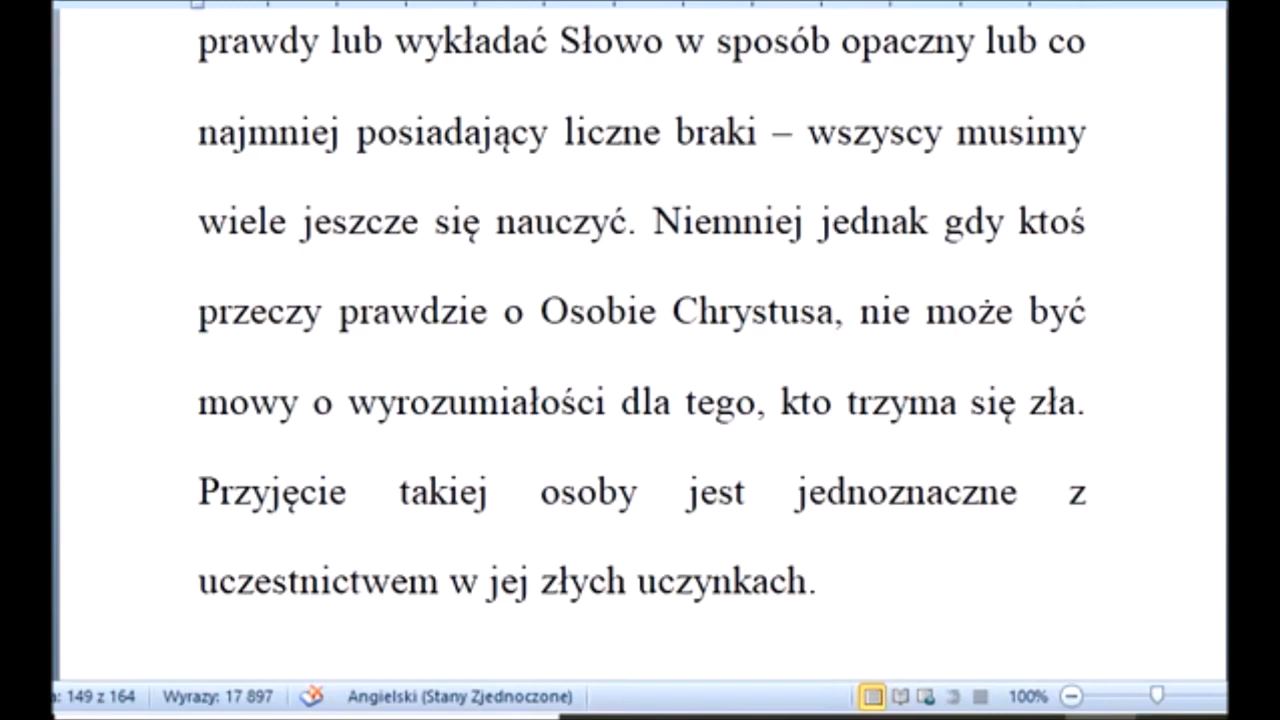 prawdy lub wykładać Słowo w sposób opaczny lub co
najmniej posiadający liczne braki – wszyscy musimy
wiele jeszcze się nauczyć. Niemniej jednak gdy ktoś
przeczy prawdzie o Osobie Chrystusa, nie może być
mowy o wyrozumiałości dla tego, kto trzyma się zła.
Przyjęcie takiej osoby jest jednoznaczne z
uczestnictwem w jej złych uczynkach.
a: 149 z 164 Wyrazy: 17 897 Angielski (Stany Zjednoczone) 100%